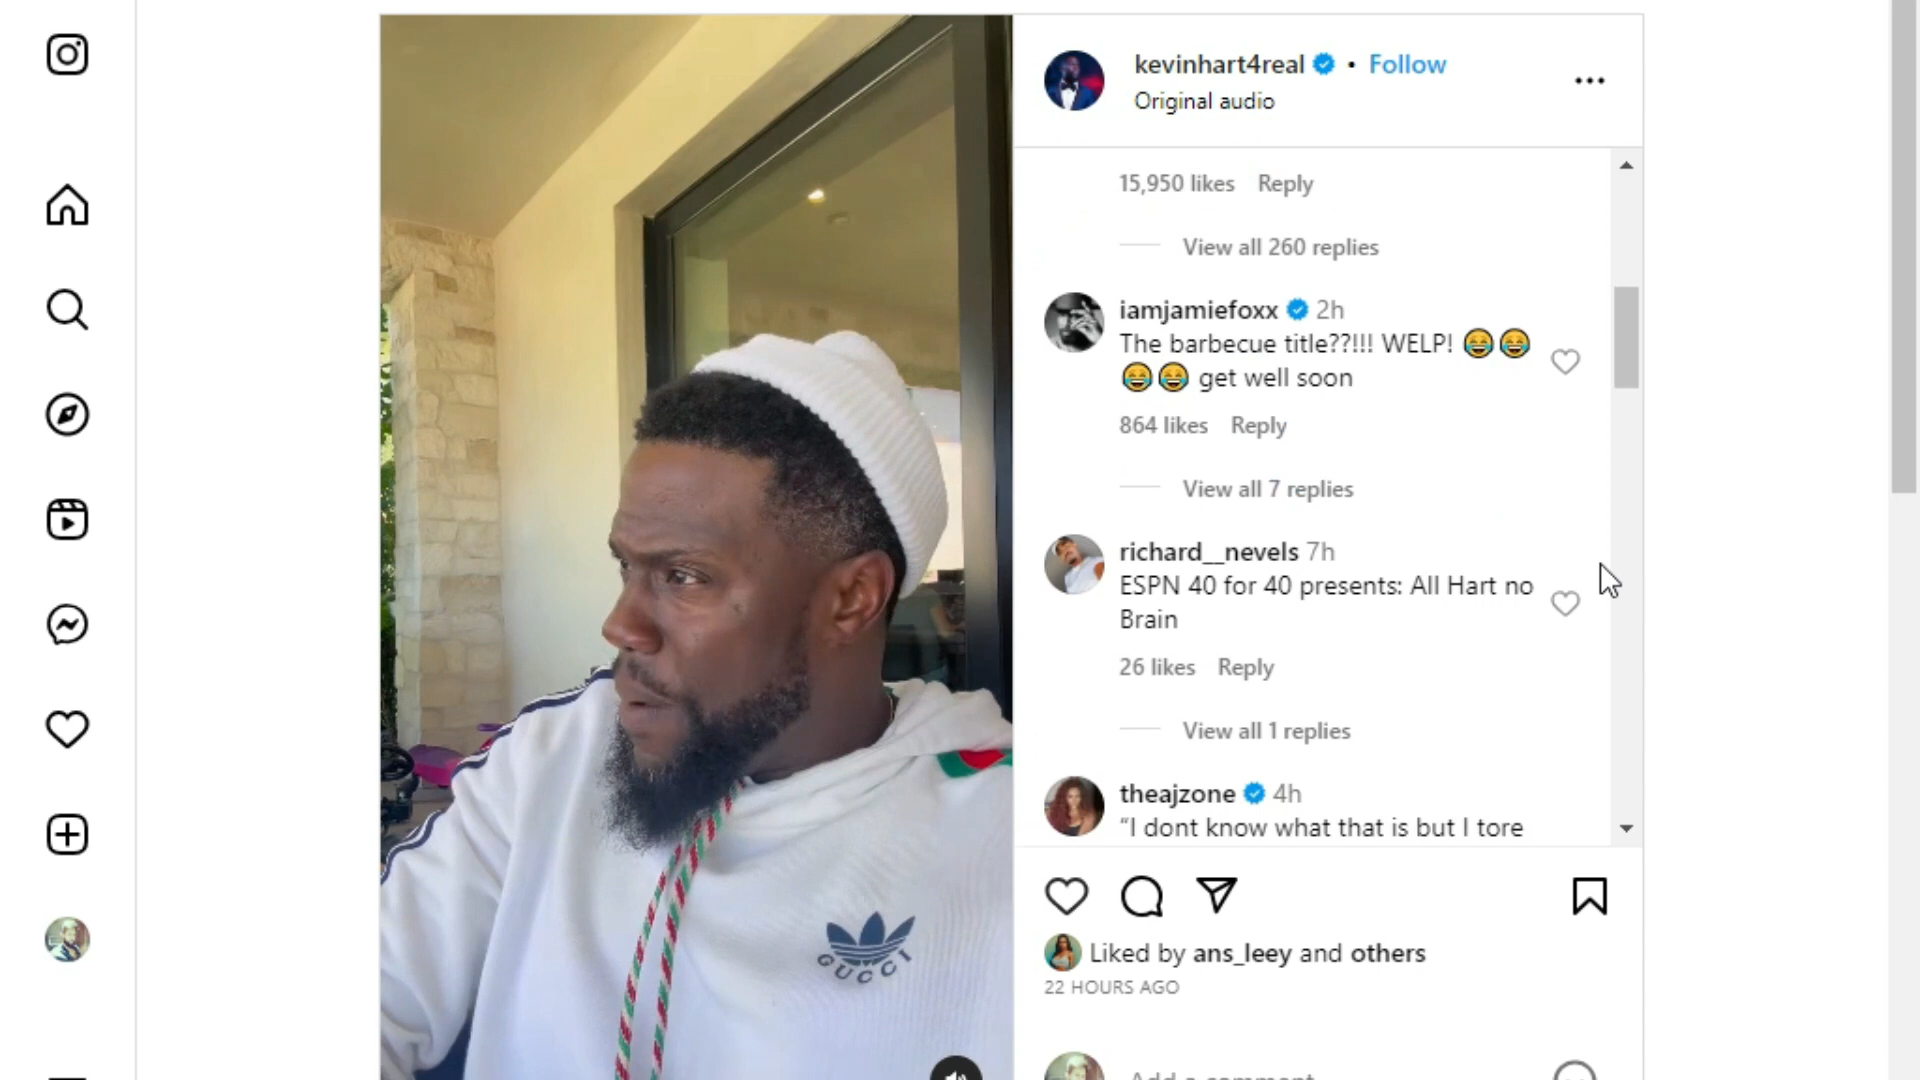 kevinhart4real • Follow
Original audio
15,950 likes Reply
View all 260 replies
iamjamiefoxx 2h
The barbecue title??!!! WELP! 😂😂
😂😂 get well soon
864 likes Reply
View all 7 replies
richard__nevels 7h
ESPN 40 for 40 presents: All Hart no
Brain
26 likes Reply
View all 1 replies
theajzone 4h
“I dont know what that is but I tore
GUCCI
Liked by ans_leey and others
22 HOURS AGO
Add a comment